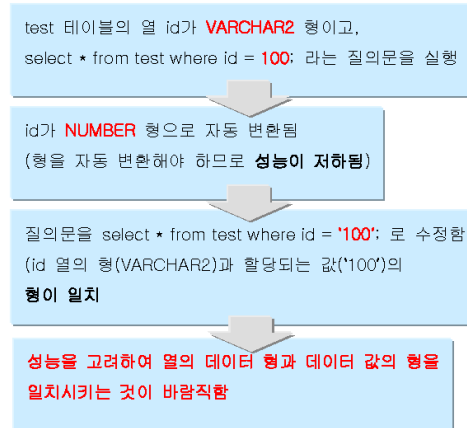 test 테이블의 열 id가 VARCHAR2 형이고,
select * from test where id = 100; 라는 질의문을 실행
id가 NUMBER 형으로 자동 변환됨
(형을 자동 변환해야 하므로 성능이 저하됨)
질의문을 select * from test where id = '100'; 로 수정함
(id 열의 형(VARCHAR2)과 할당되는 값('100')의
형이 일치
성능을 고려하여 열의 데이터 형과 데이터 값의 형을
일치시키는 것이 바람직함